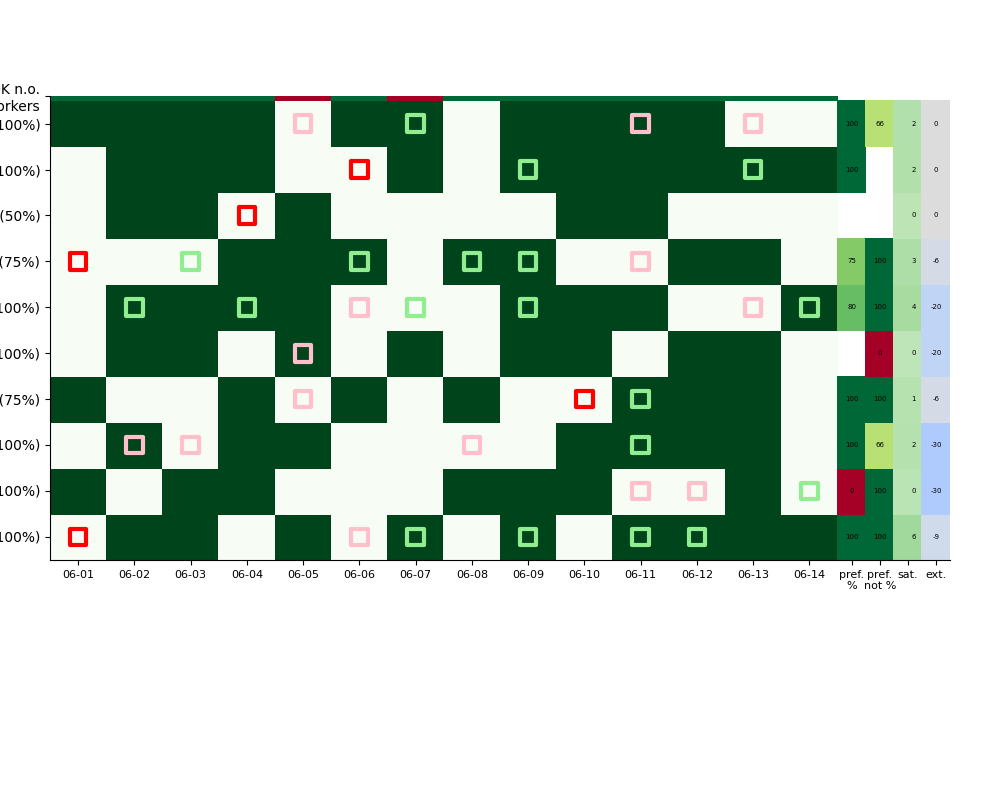 K n.o.
orkers
100%) 100 66 2 0
100%) 100 2 0
(50%) 0 0
(75%) 75 100 3 -6
100%) 80 100 4 -20
100%) 0 0 -20
(75%) 100 100 1 -6
100%) 100 66 2 -30
100%) 0 100 0 -30
100%) 100 100 6 -9
06-01 06-02 06-03 06-04 06-05 06-06 06-07 06-08 06-09 06-10 06-11 06-12 06-13 06-14 pref. pref. sat. ext.
% not %